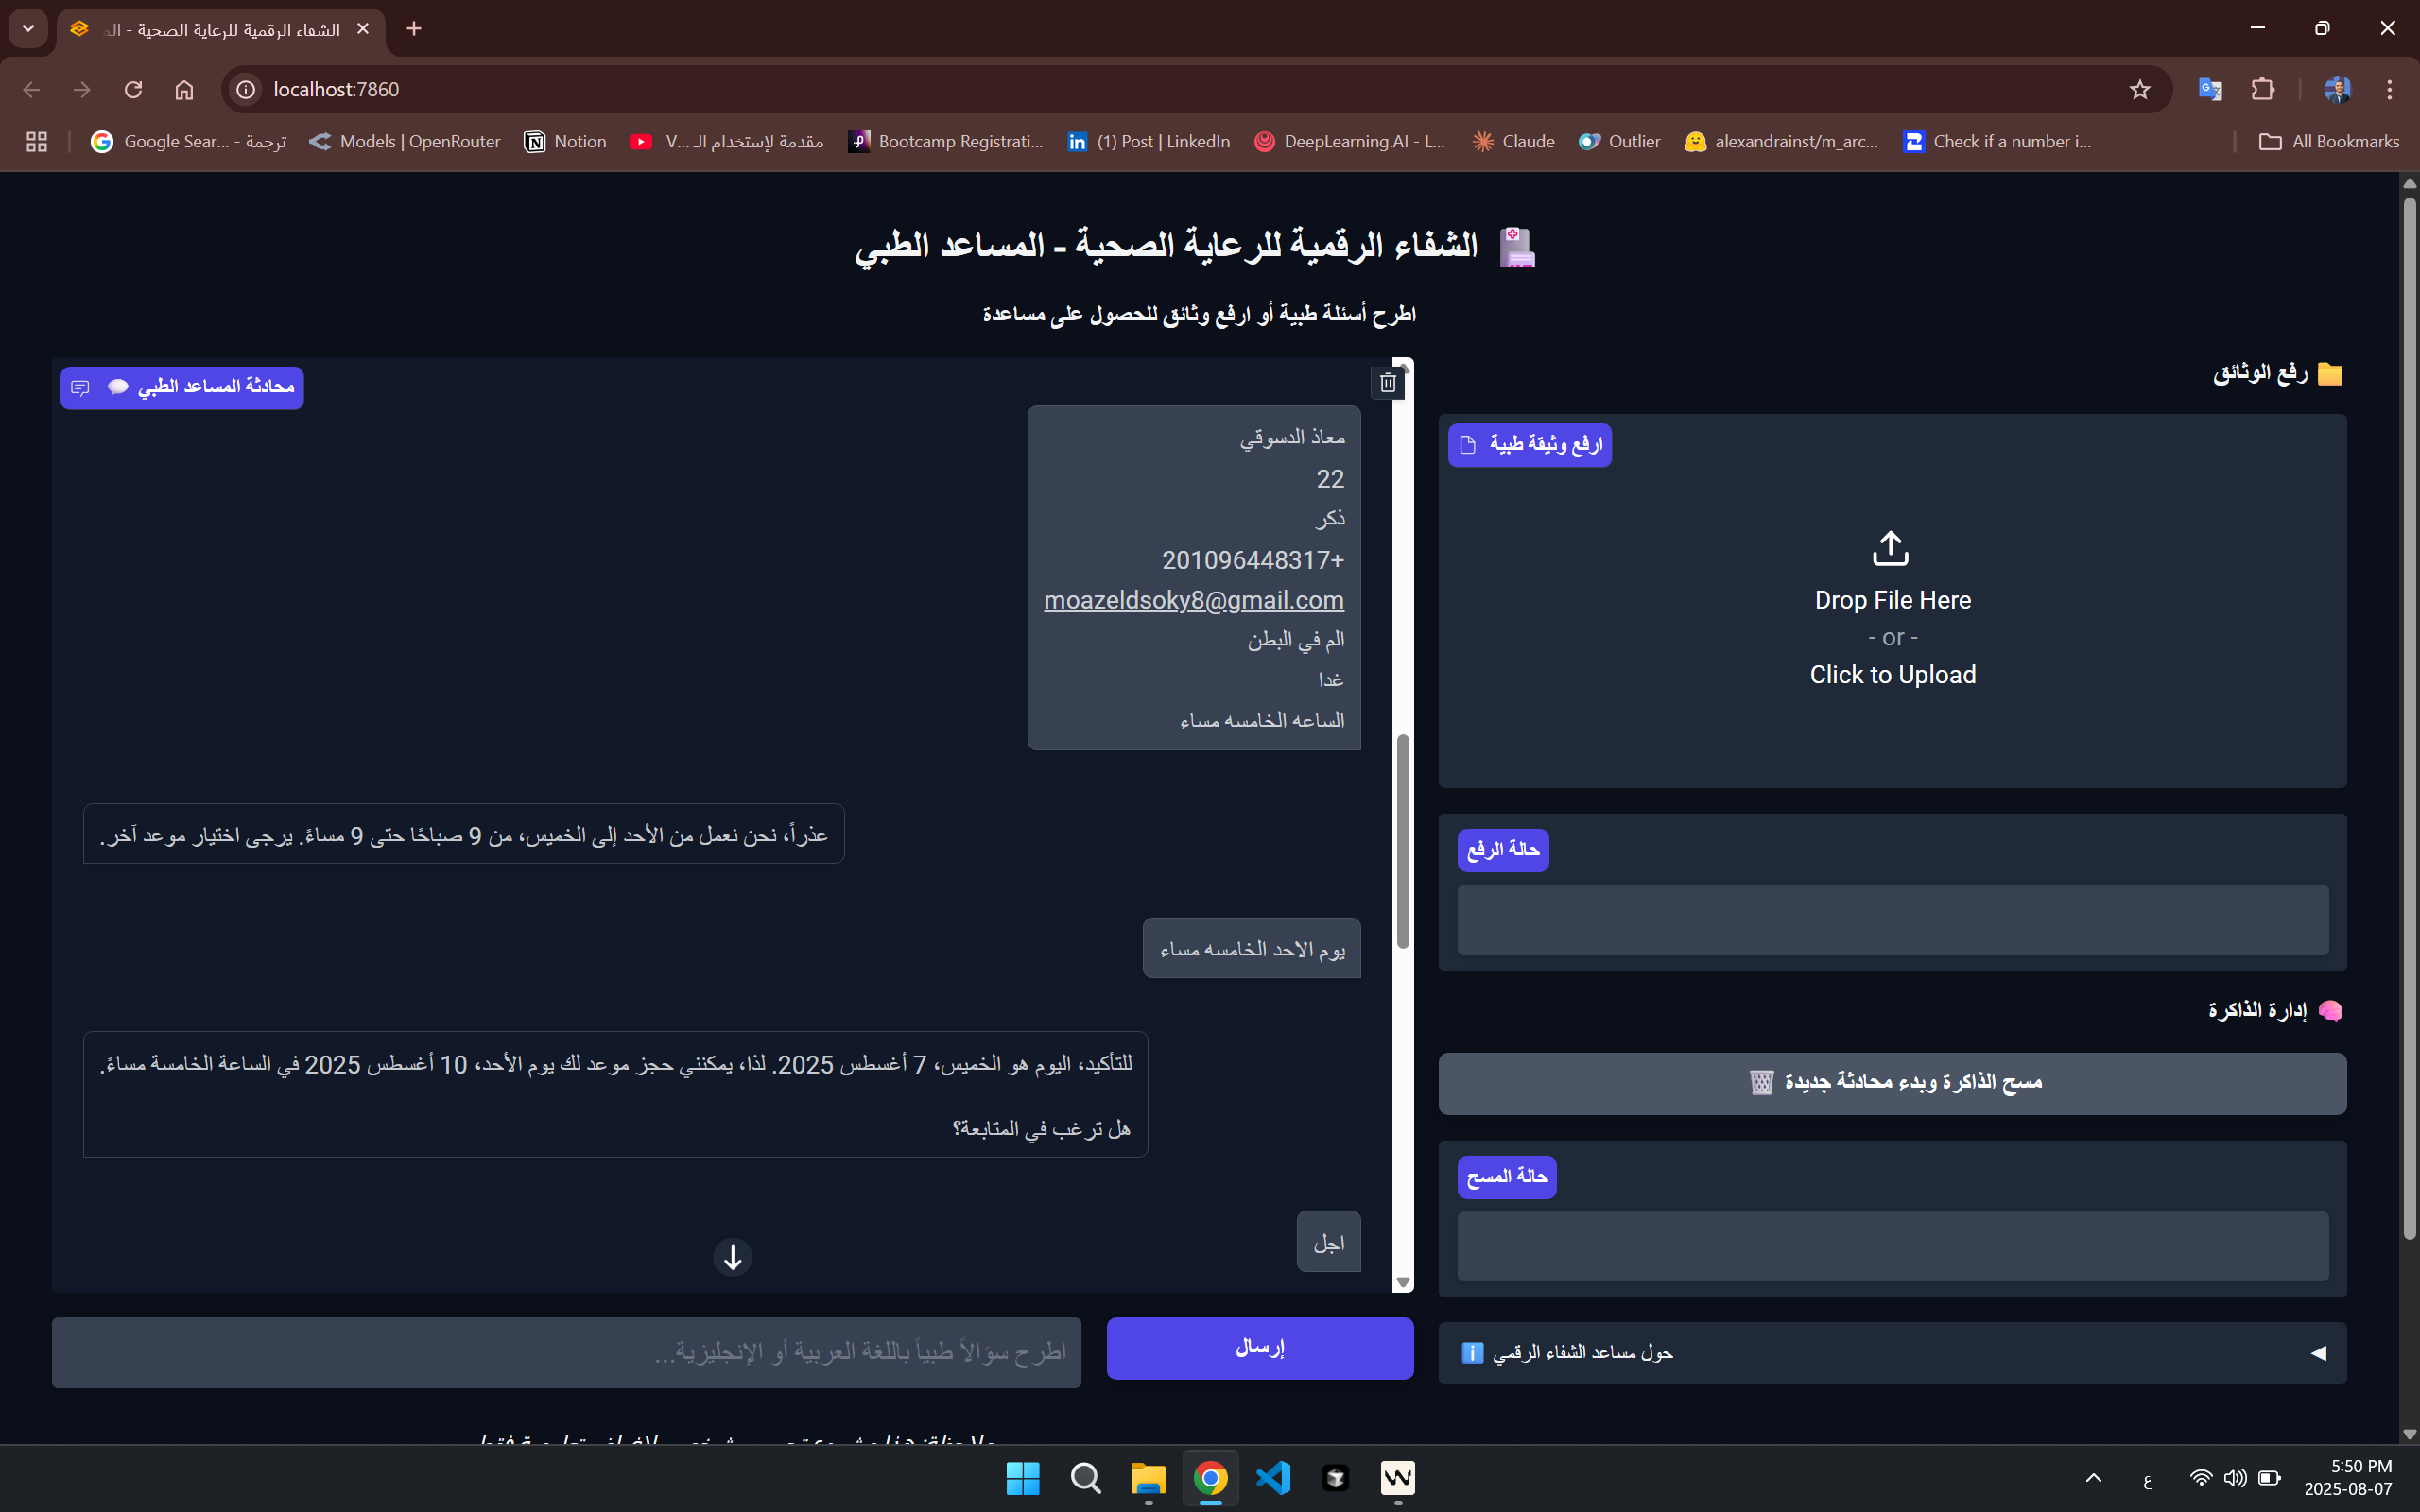 الشفاء الرقمية للرعاية الصحية - الم
localhost:7860
Google Sear... - ترجمة
Models | OpenRouter
Notion
مقدمة لإستخدام الـ ...V
Bootcamp Registrati...
(1) Post | LinkedIn
DeepLearning.AI - L...
Claude
Outlier
alexandrainst/m_arc...
Check if a number i...
All Bookmarks
الشفاء الرقمية للرعاية الصحية - المساعد الطبي
اطرح أسئلة طبية أو ارفع وثائق للحصول على مساعدة
رفع الوثائق
ارفع وثيقة طبية
Drop File Here
- or -
Click to Upload
حالة الرفع
إدارة الذاكرة
مسح الذاكرة وبدء محادثة جديدة
حالة المسح
حول مساعد الشفاء الرقمي
محادثة المساعد الطبي
معاذ الدسوقي
22
ذكر
201096448317+
moazeldsoky8@gmail.com
الم في البطن
غدا
الساعه الخامسه مساء
عذراً، نحن نعمل من الأحد إلى الخميس، من 9 صباحًا حتى 9 مساءً. يرجى اختيار موعد آخر.
يوم الاحد الخامسه مساء
للتأكيد، اليوم هو الخميس، 7 أغسطس 2025. لذا، يمكنني حجز موعد لك يوم الأحد، 10 أغسطس 2025 في الساعة الخامسة مساءً.
هل ترغب في المتابعة؟
اجل
إرسال
اطرح سؤالاً طبياً باللغة العربية أو الإنجليزية...
ع
5:50 PM
2025-08-07